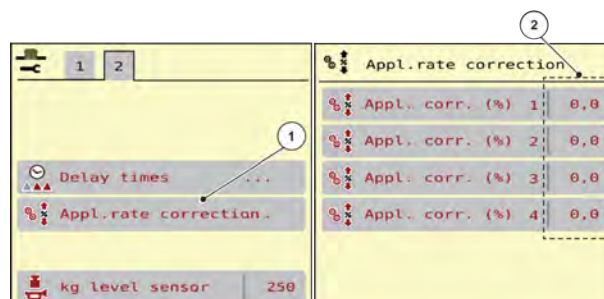 2
1 2
1
Delay times ...
Appl.rate correction.
kg level sensor 250
Appl.rate correction
Appl. corr. (%) 1 0,0
Appl. corr. (%) 2 0,0
Appl. corr. (%) 3 0,0
Appl. corr. (%) 4 0,0